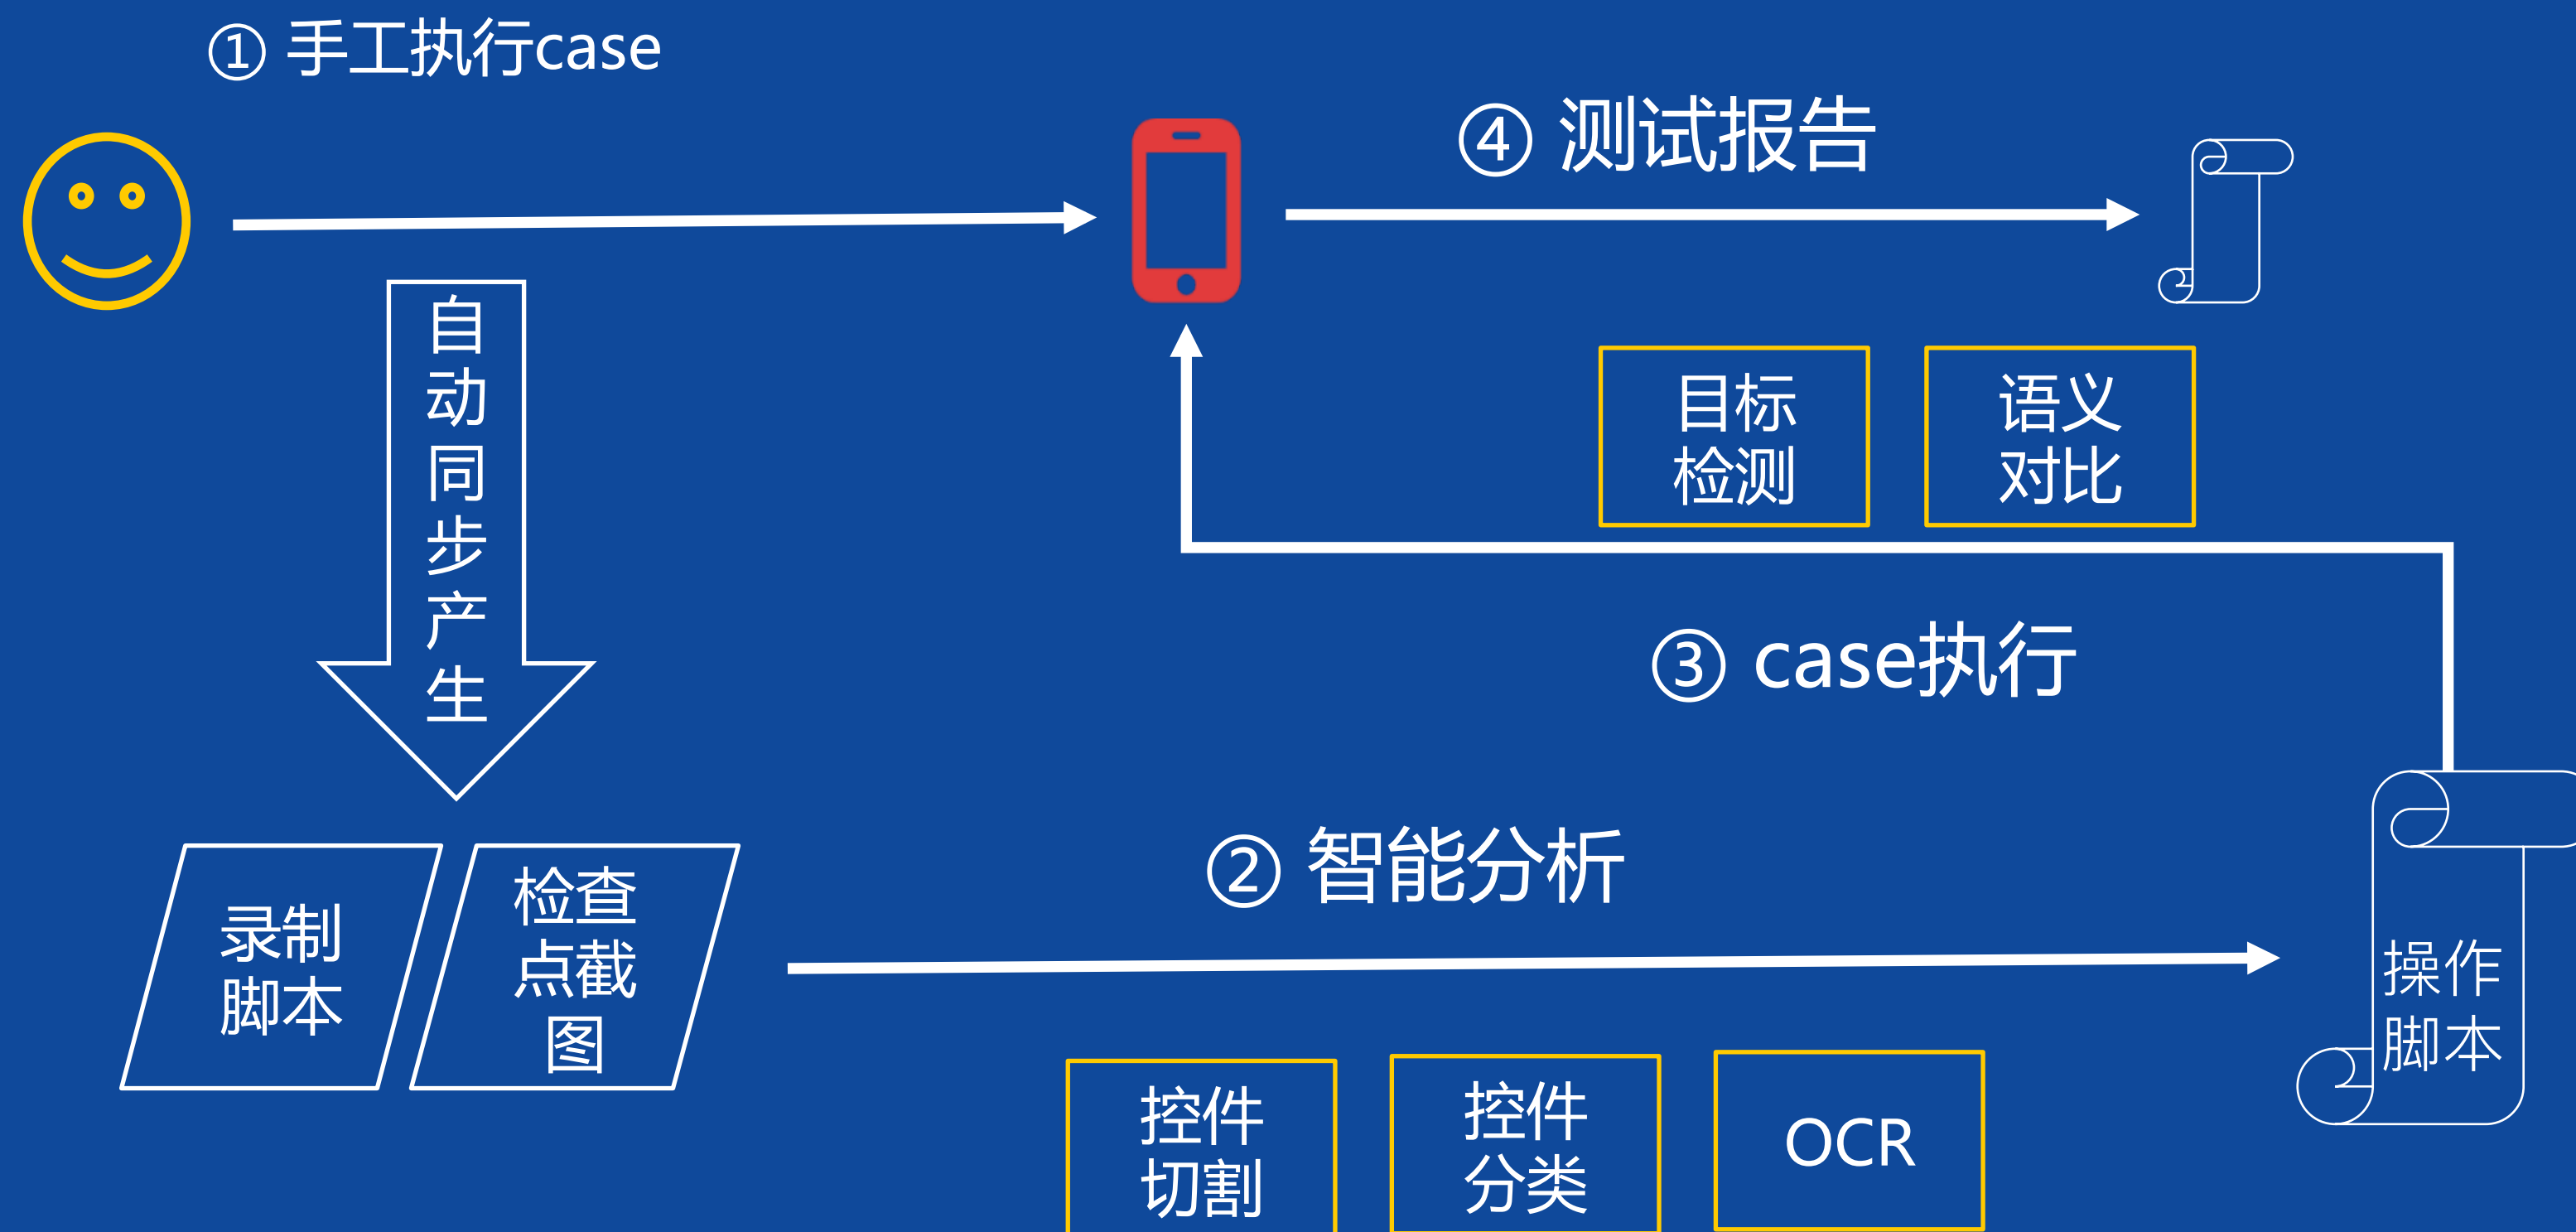 ① 手工执行case
④ 测试报告
自
动
同
步
产
生
目标
检测
语义
对比
③ case执行
② 智能分析
录制
脚本
检查
点截
图
操作
脚本
控件
切割
控件
分类
OCR